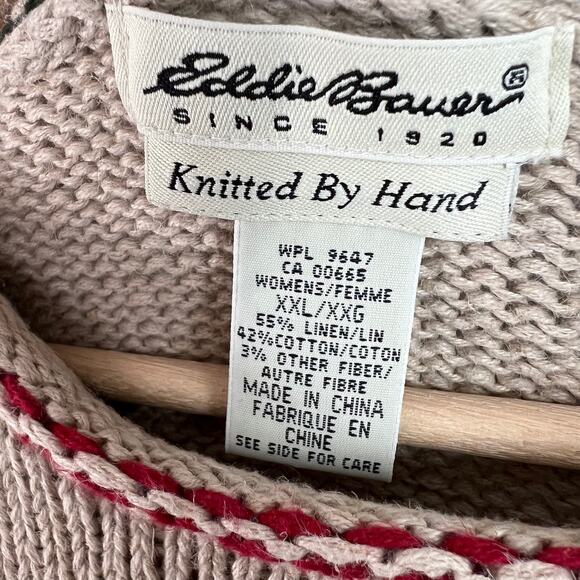 Eddie Bauer®
SINCE 1920
Knitted By Hand
WPL 9647
CA 00665
WOMENS/FEMME
XXL/XXG
55% LINEN/LIN
42%COTTON/COTON
3% OTHER FIBER/
AUTRE FIBRE
MADE IN CHINA
FABRIQUE EN
CHINE
SEE SIDE FOR CARE